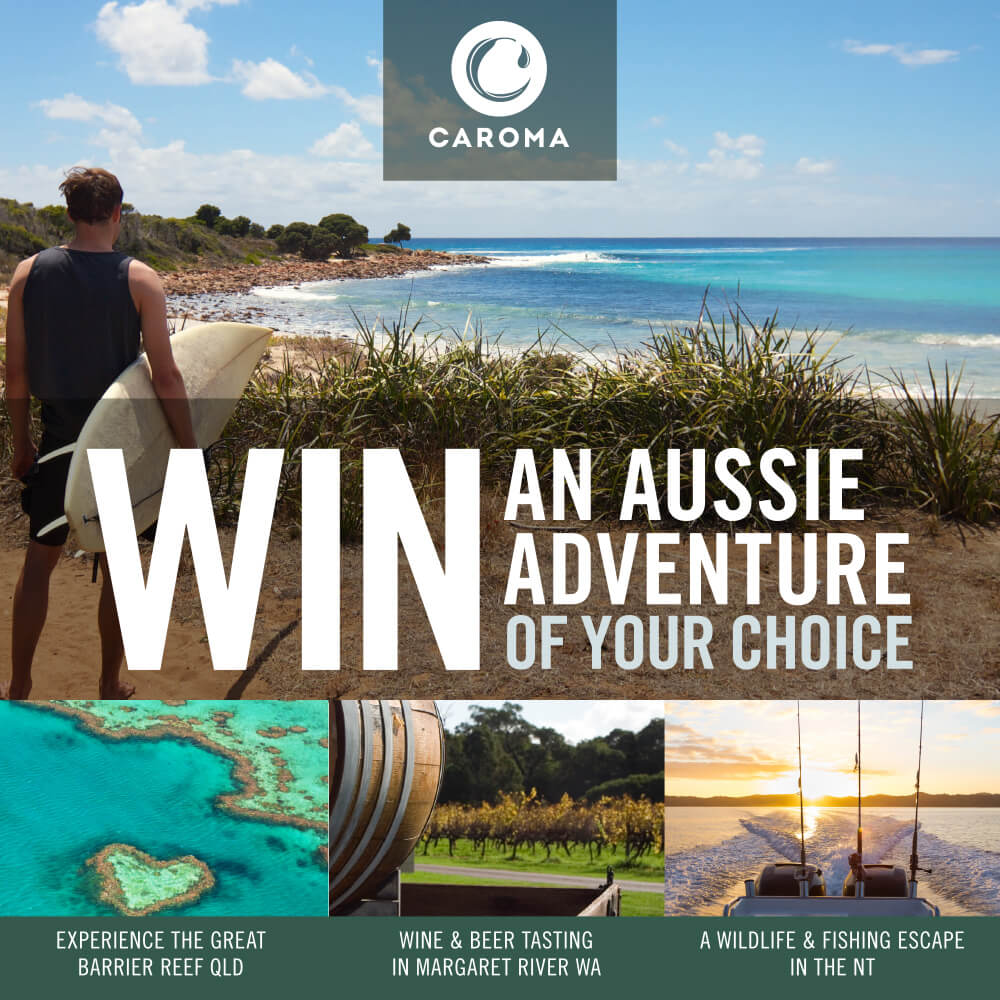 CAROMA
WIN
AN AUSSIE
ADVENTURE
OF YOUR CHOICE
EXPERIENCE THE GREAT
BARRIER REEF QLD
WINE & BEER TASTING
IN MARGARET RIVER WA
A WILDLIFE & FISHING ESCAPE
IN THE NT